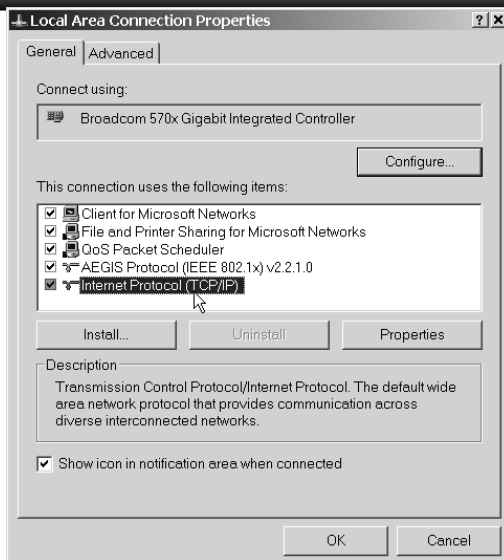 Local Area Connection Properties
General
Advanced
Connect using:
Broadcom 570x Gigabit Integrated Controller
Configure...
This connection uses the following items:
Client for Microsoft Networks
File and Printer Sharing for Microsoft Networks
QoS Packet Scheduler
AEGIS Protocol (IEEE 802.1x) v2.2.1.0
Internet Protocol (TCP/IP)
Install...
Uninstall
Properties
Description
Transmission Control Protocol/Internet Protocol. The default wide
area network protocol that provides communication across
diverse interconnected networks.
Show icon in notification area when connected
OK
Cancel